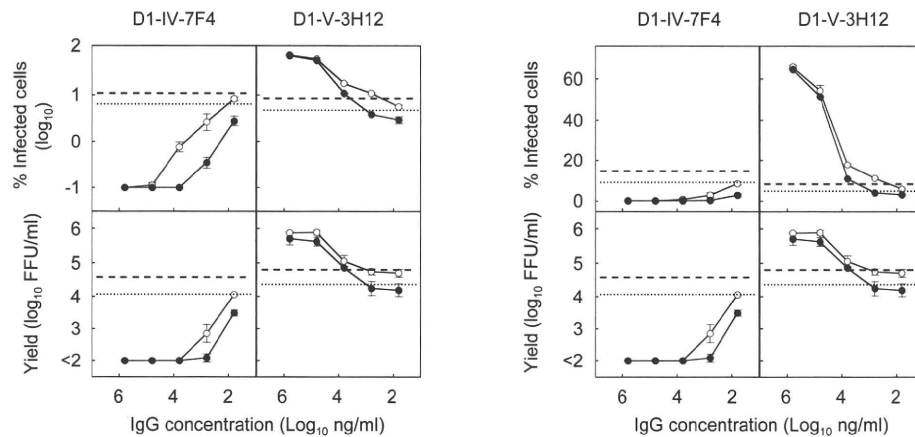 D1-IV-7F4 D1-V-3H12
% Infected cells
(log10)
2
1
0
-1
Yield (log10 FFU/ml)
6
5
4
3
<2
6 4 2 6 4 2
IgG concentration (Log10 ng/ml)
D1-IV-7F4 D1-V-3H12
% Infected cells
60
40
20
0
Yield (log10 FFU/ml)
6
5
4
3
<2
6 4 2 6 4 2
IgG concentration (Log10 ng/ml)